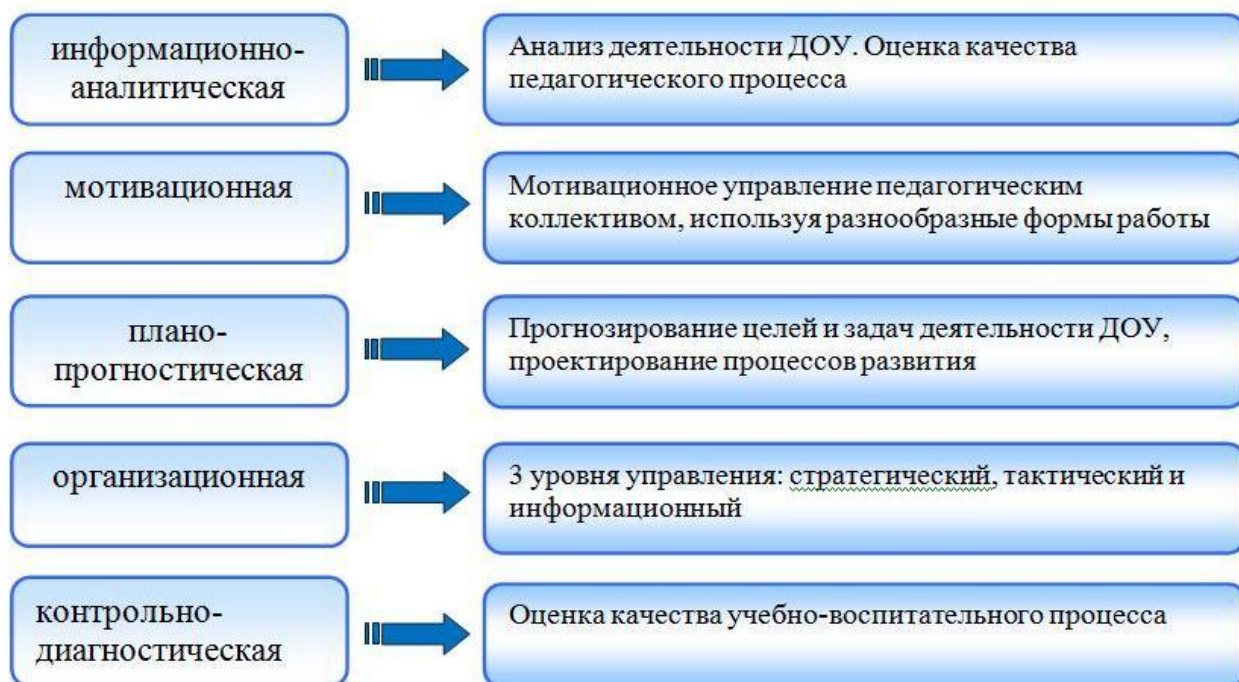 информационно-
аналитическая
Анализ деятельности ДОУ. Оценка качества
педагогического процесса
мотивационная
Мотивационное управление педагогическим
коллективом, используя разнообразные формы работы
плано-
прогностическая
Прогнозирование целей и задач деятельности ДОУ,
проектирование процессов развития
организационная
3 уровня управления: стратегический, тактический и
информационный
контрольно-
диагностическая
Оценка качества учебно-воспитательного процесса